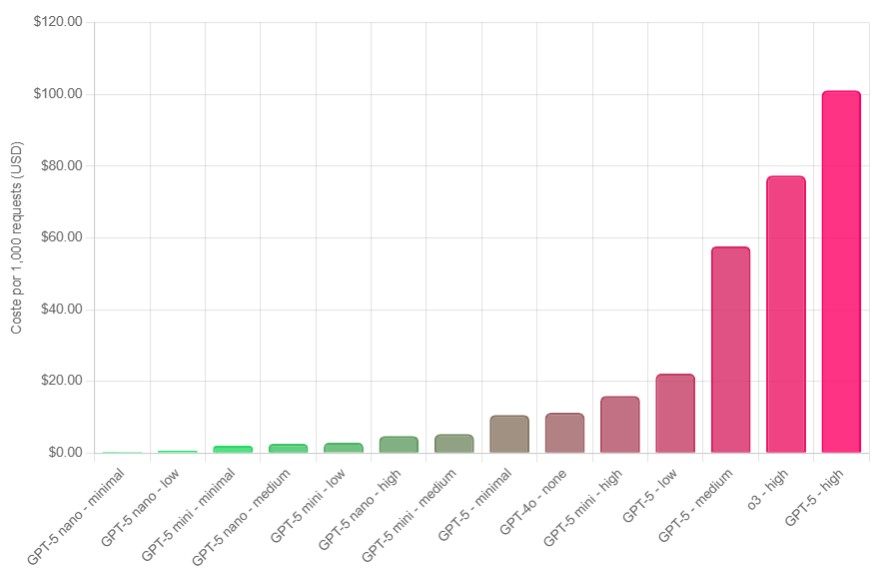 $120.00
$100.00
$80.00
$60.00
$40.00
$20.00
$0.00
Coste por 1,000 requests (USD)
GPT-5 nano - minimal
GPT-5 nano - low
GPT-5 mini - minimal
GPT-5 nano - medium
GPT-5 mini - low
GPT-5 nano - high
GPT-5 mini - medium
GPT-5 - minimal
GPT-4o - none
GPT-5 mini - high
GPT-5 - low
GPT-5 - medium
o3 - high
GPT-5 - high